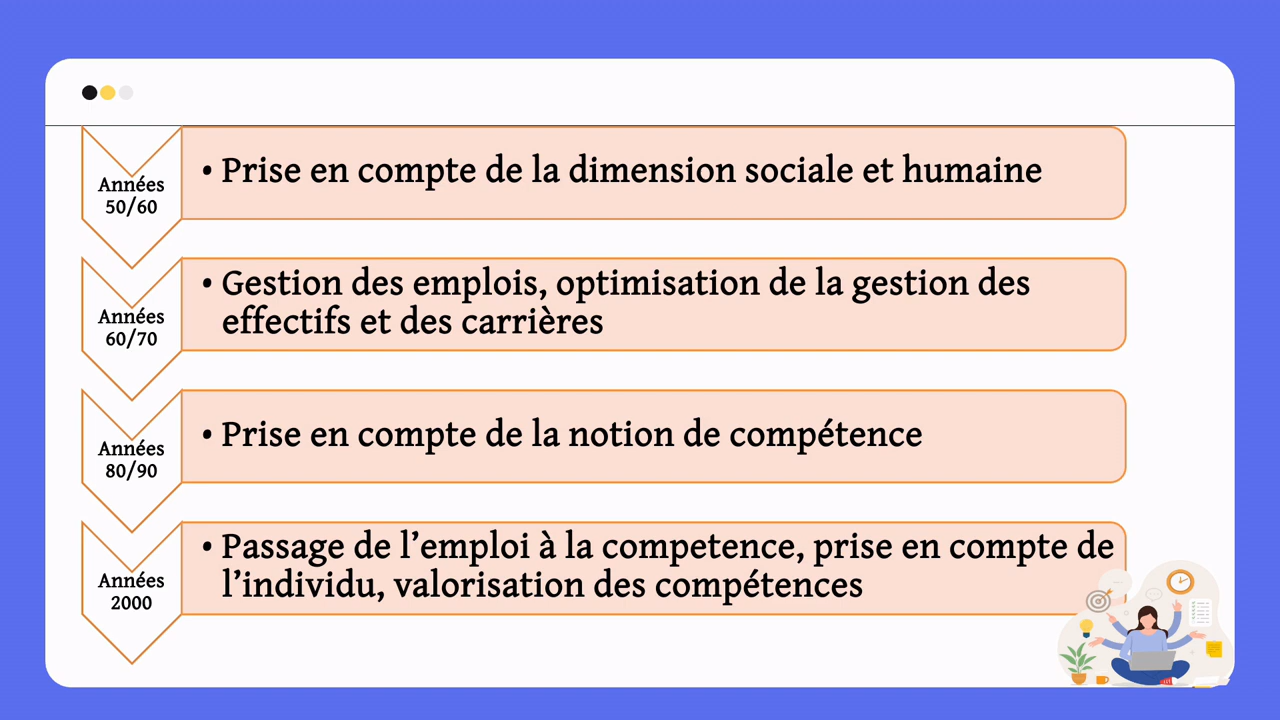 Années
50/60
• Prise en compte de la dimension sociale et humaine
Années
60/70
• Gestion des emplois, optimisation de la gestion des
effectifs et des carrières
Années
80/90
• Prise en compte de la notion de compétence
Années
2000
• Passage de l’emploi à la competence, prise en compte de
l’individu, valorisation des compétences